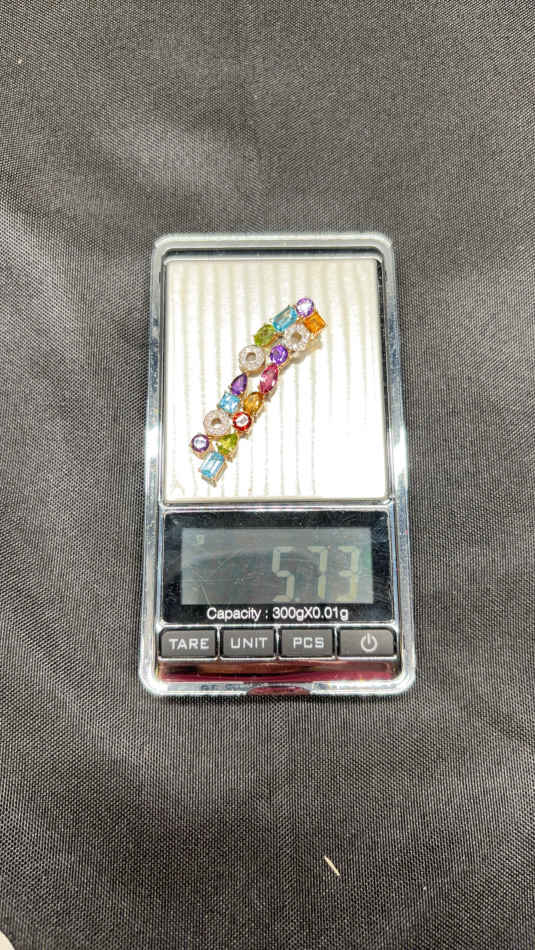 g
5.73
Capacity : 300gX0.01g
TARE UNIT PCS